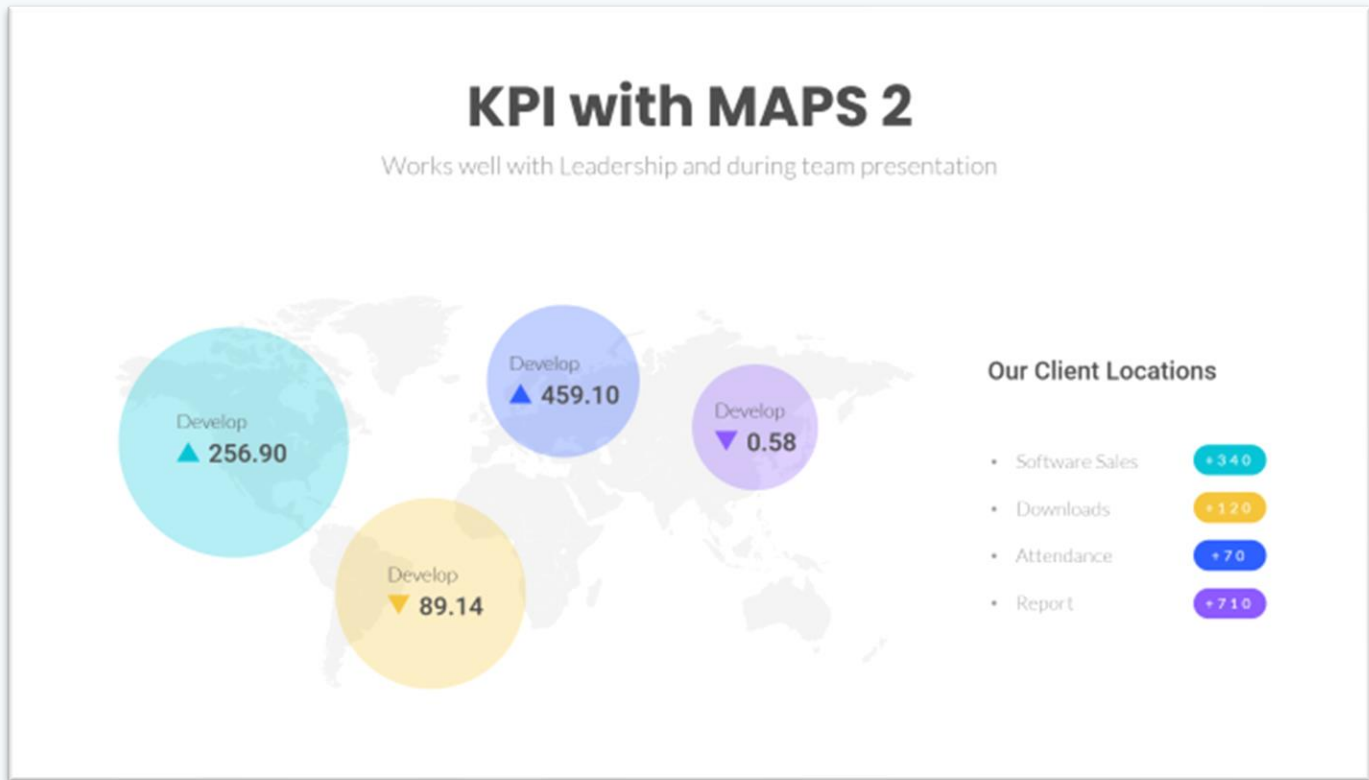 KPI with MAPS 2
Works well with Leadership and during team presentation
Develop
▲ 256.90
Develop
▲ 459.10
Develop
▼ 0.58
Develop
▼ 89.14
Our Client Locations
• Software Sales +340
• Downloads +120
• Attendance +70
• Report +710